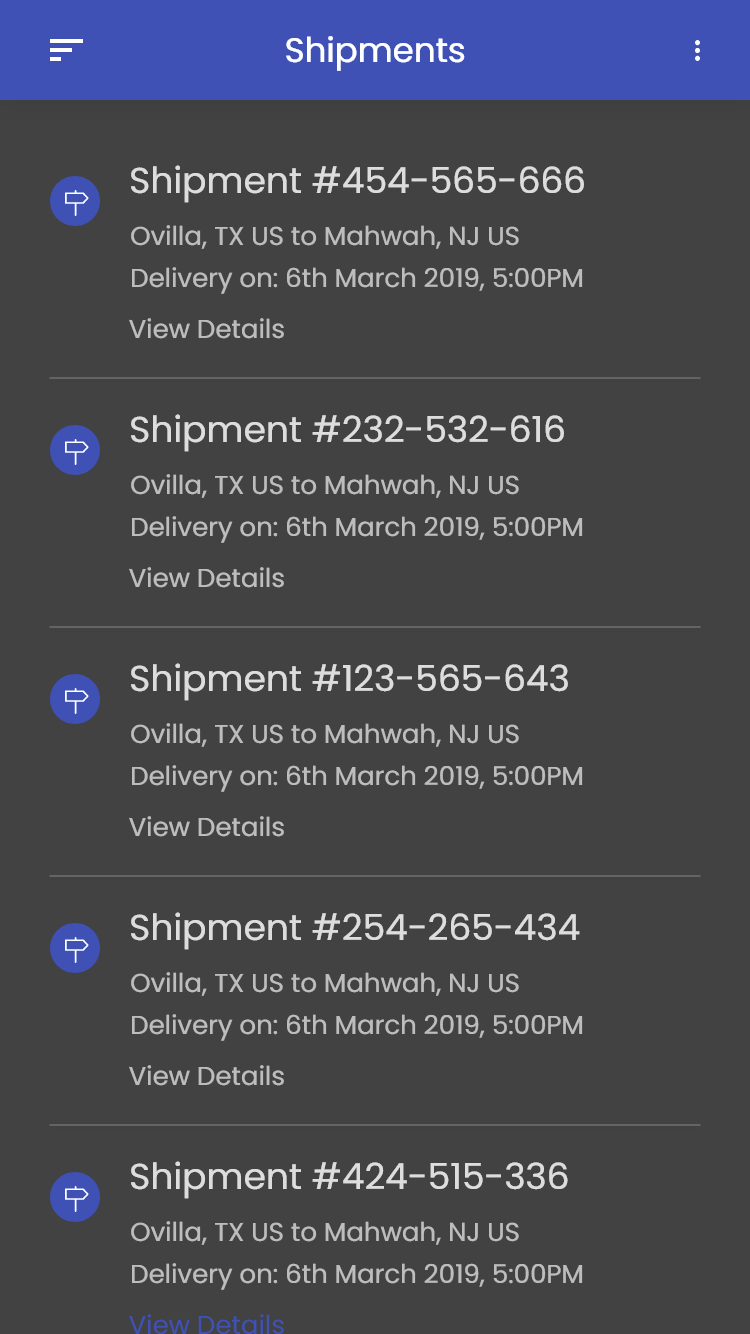 Shipments
Shipment #454-565-666
Ovilla, TX US to Mahwah, NJ US
Delivery on: 6th March 2019, 5:00PM
View Details
Shipment #232-532-616
Ovilla, TX US to Mahwah, NJ US
Delivery on: 6th March 2019, 5:00PM
View Details
Shipment #123-565-643
Ovilla, TX US to Mahwah, NJ US
Delivery on: 6th March 2019, 5:00PM
View Details
Shipment #254-265-434
Ovilla, TX US to Mahwah, NJ US
Delivery on: 6th March 2019, 5:00PM
View Details
Shipment #424-515-336
Ovilla, TX US to Mahwah, NJ US
Delivery on: 6th March 2019, 5:00PM
View Details